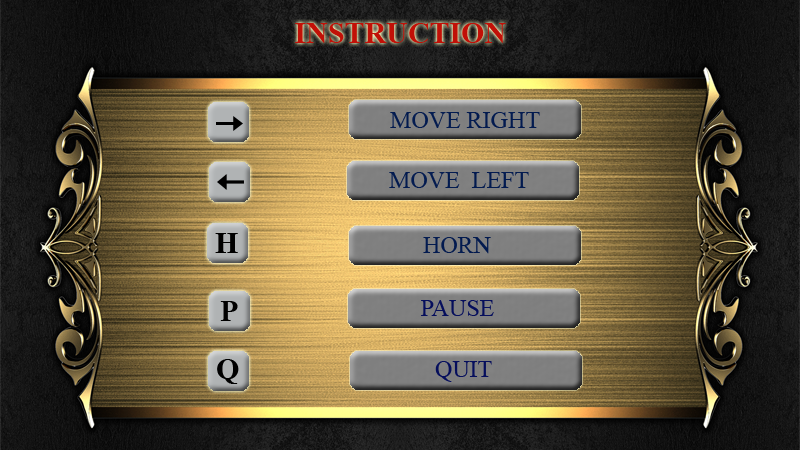 INSTRUCTION
→ MOVE RIGHT
← MOVE LEFT
H HORN
P PAUSE
Q QUIT